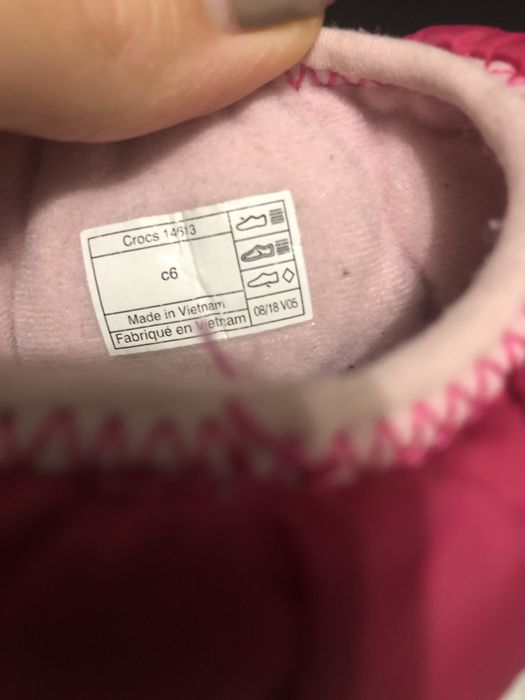 Crocs 14613
c6
Made in Vietnam
Fabriqué en Vietnam
08/18 V05